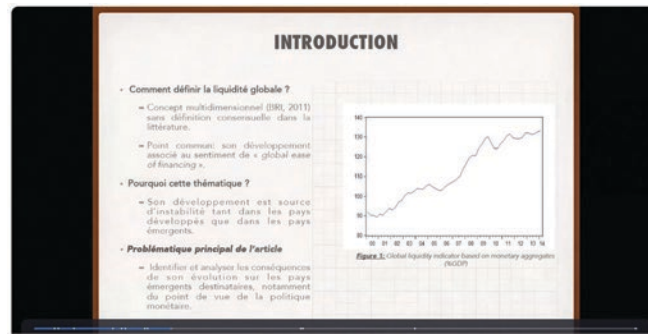 INTRODUCTION
• Comment définir la liquidité globale ?
– Concept multidimensionnel (BRI, 2011)
sans définition consensuelle dans la
littérature.
– Point commun: son développement
associé au sentiment de « global ease
of financing ».
• Pourquoi cette thématique ?
– Son développement est source
d'instabilité tant dans les pays
développés que dans les pays
émergents.
• Problématique principal de l'article
– Identifier et analyser les conséquences
de son évolution sur les pays
émergents destinataires, notamment
du point de vue de la politique
monétaire.
140
130
120
110
100
90
80
00 01 02 03 04 05 06 07 08 09 10 11 12 13 14
Figure 1: Global liquidity indicator based on monetary aggregates
(%GDP)